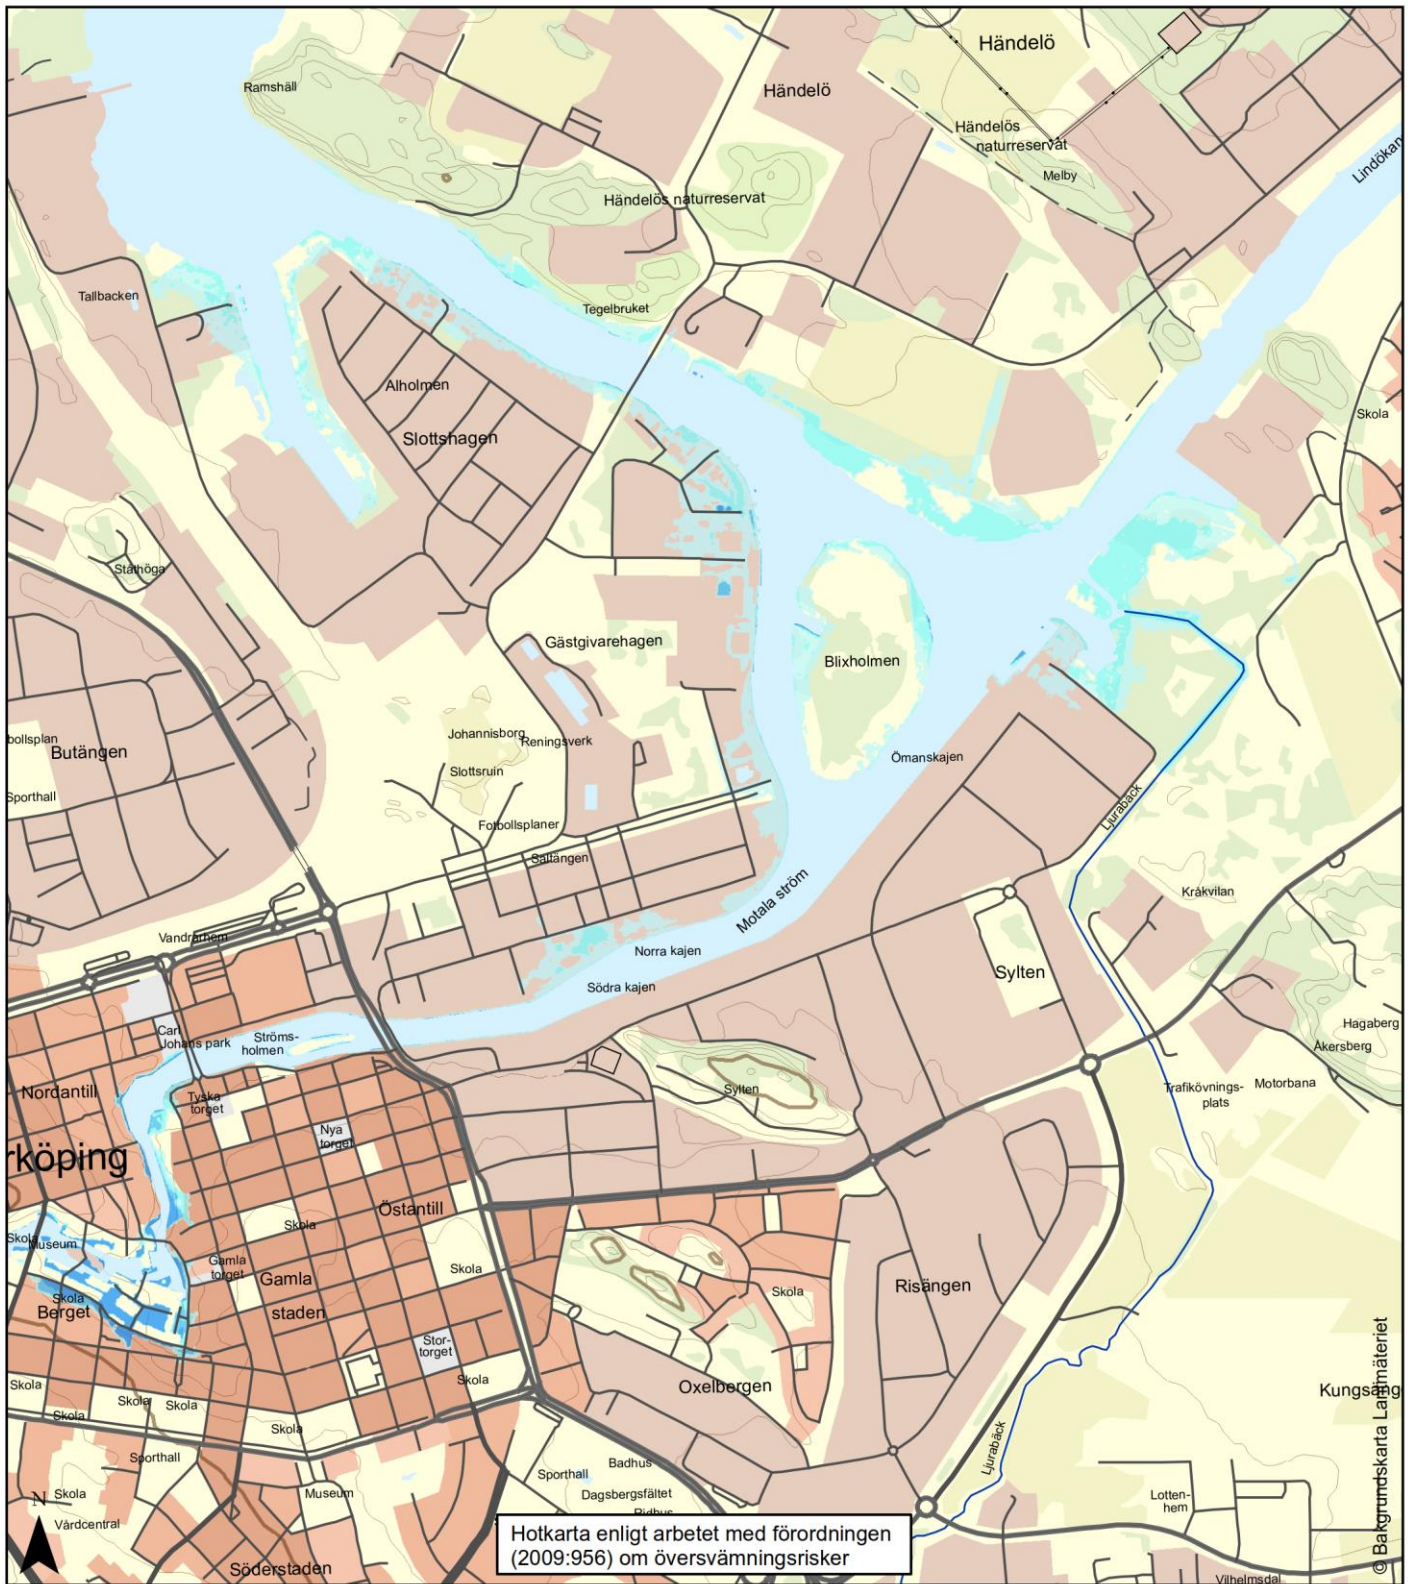 Händelö
Ramshäll
Händelö
Händelös
naturreservat
Lindökan
Melby
Händelös naturreservat
Tallbacken
Tegelbruket
Alholmen
Skola
Slottshagen
Ståthöga
Gästgivarehagen
Blixholmen
Johannisborg
Reningsverk
bollsplan
Butängen
Ömanskajen
Slottsruin
Sporthall
Ljurabäck
Fotbollsplaner
Saltängen
Kråkvilan
Motala ström
Vandrarhem
Norra kajen
Sylten
Södra kajen
Carl
Johans park
Ströms-
holmen
Hagaberg
Åkersberg
Nordantill
Tyska
torget
Sylten
Trafikövnings-
plats
Motorbana
Nya
torget
rköping
Östantill
Skola
Skola
Museum
Gamla
torget
Gamla
staden
Skola
Risängen
Skola
Skola
Berget
Stor-
torget
Skola
Oxelbergen
Kungsäng
Skola
Skola
Skola
Skola
Skola
Sporthall
Ljurabäck
Badhus
Sporthall
Skola
Museum
Dagsbergsfältet
Ridhus
Lotten-
hem
N
Vårdcentral
Söderstaden
Vilhelmsdal
Hotkarta enligt arbetet med förordningen
(2009:956) om översvämningsrisker
© Bakgrundskarta Lantmäteriet